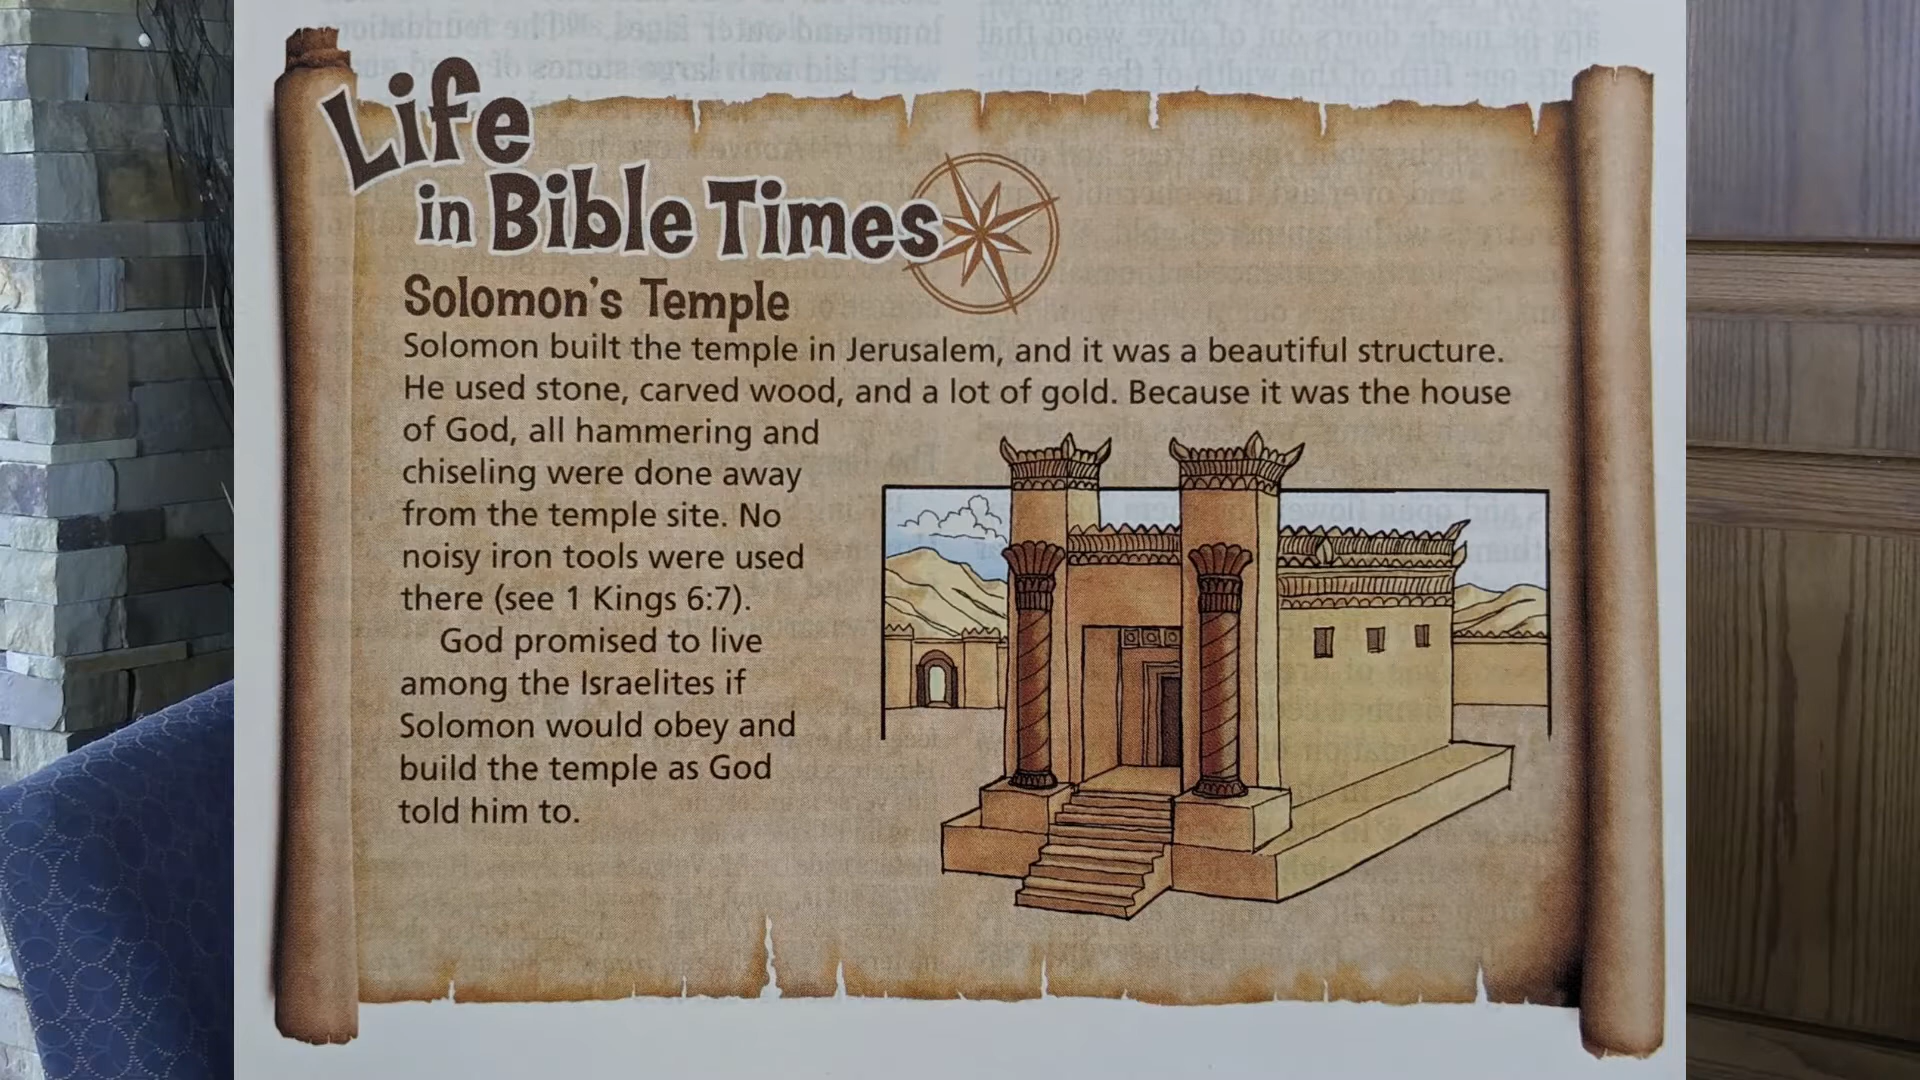 Life
in Bible Times
Solomon's Temple
Solomon built the temple in Jerusalem, and it was a beautiful structure.
He used stone, carved wood, and a lot of gold. Because it was the house
of God, all hammering and
chiseling were done away
from the temple site. No
noisy iron tools were used
there (see 1 Kings 6:7).
God promised to live
among the Israelites if
Solomon would obey and
build the temple as God
told him to.